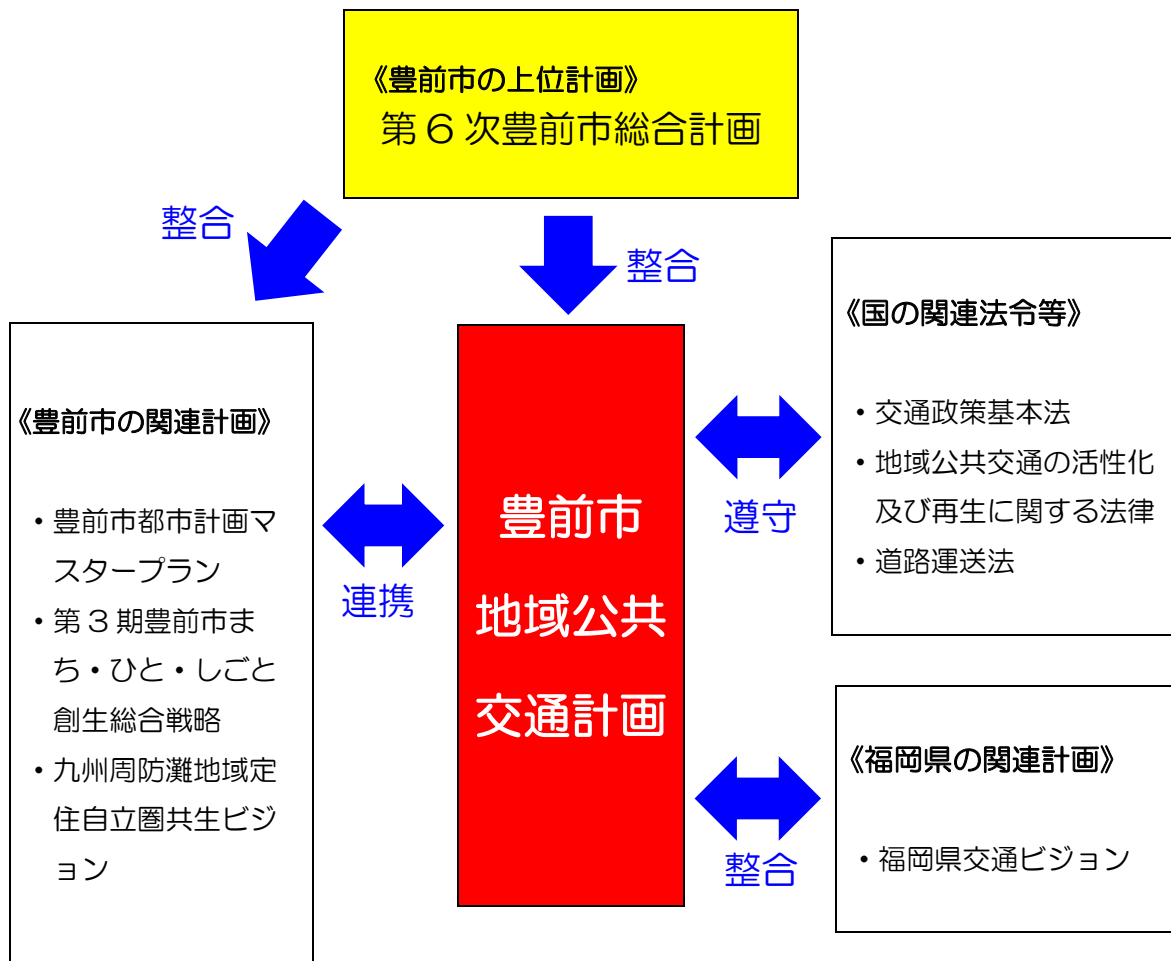 《豊前市の上位計画》
第6次豊前市総合計画
整合
整合
《豊前市の関連計画》
・豊前市都市計画マ
スタープラン
・第3期豊前市ま
ち・ひと・しごと
創生総合戦略
・九州周防灘地域定
住自立圏共生ビジ
ョン
連携
豊前市
地域公共
交通計画
遵守
整合
《国の関連法令等》
・交通政策基本法
・地域公共交通の活性化
及び再生に関する法律
・道路運送法
《福岡県の関連計画》
・福岡県交通ビジョン